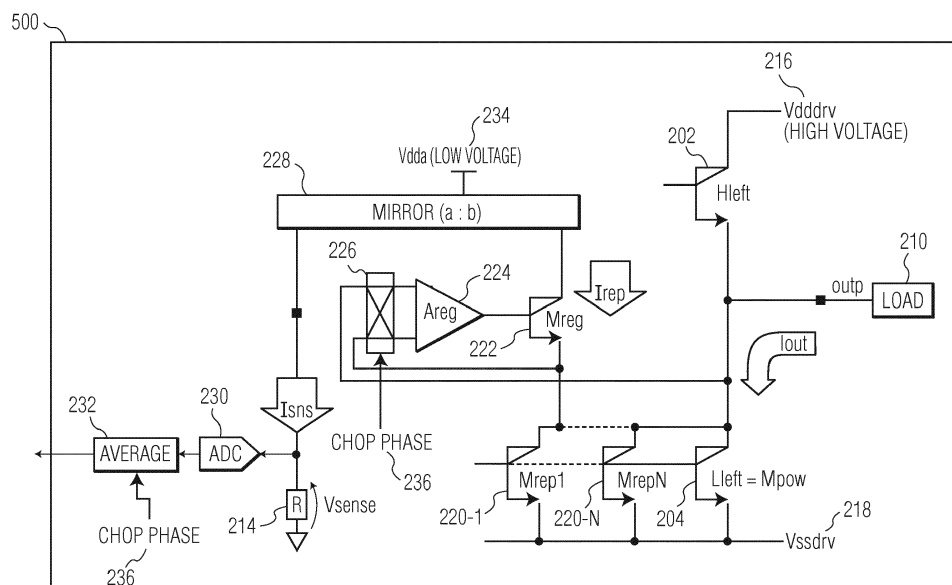 500
216
234
Vdddrv
(HIGH VOLTAGE)
Vdda (LOW VOLTAGE)
202
228
Hleft
MIRROR (a : b)
226
224
210
Irep
outp
LOAD
Areg
Mreg
222
Iout
Isns
232
230
CHOP PHASE
AVERAGE
ADC
236
Mrep1
MrepN
Lleft = Mpow
R
Vsense
214
220-1
220-N
204
218
CHOP PHASE
Vssdrv
236